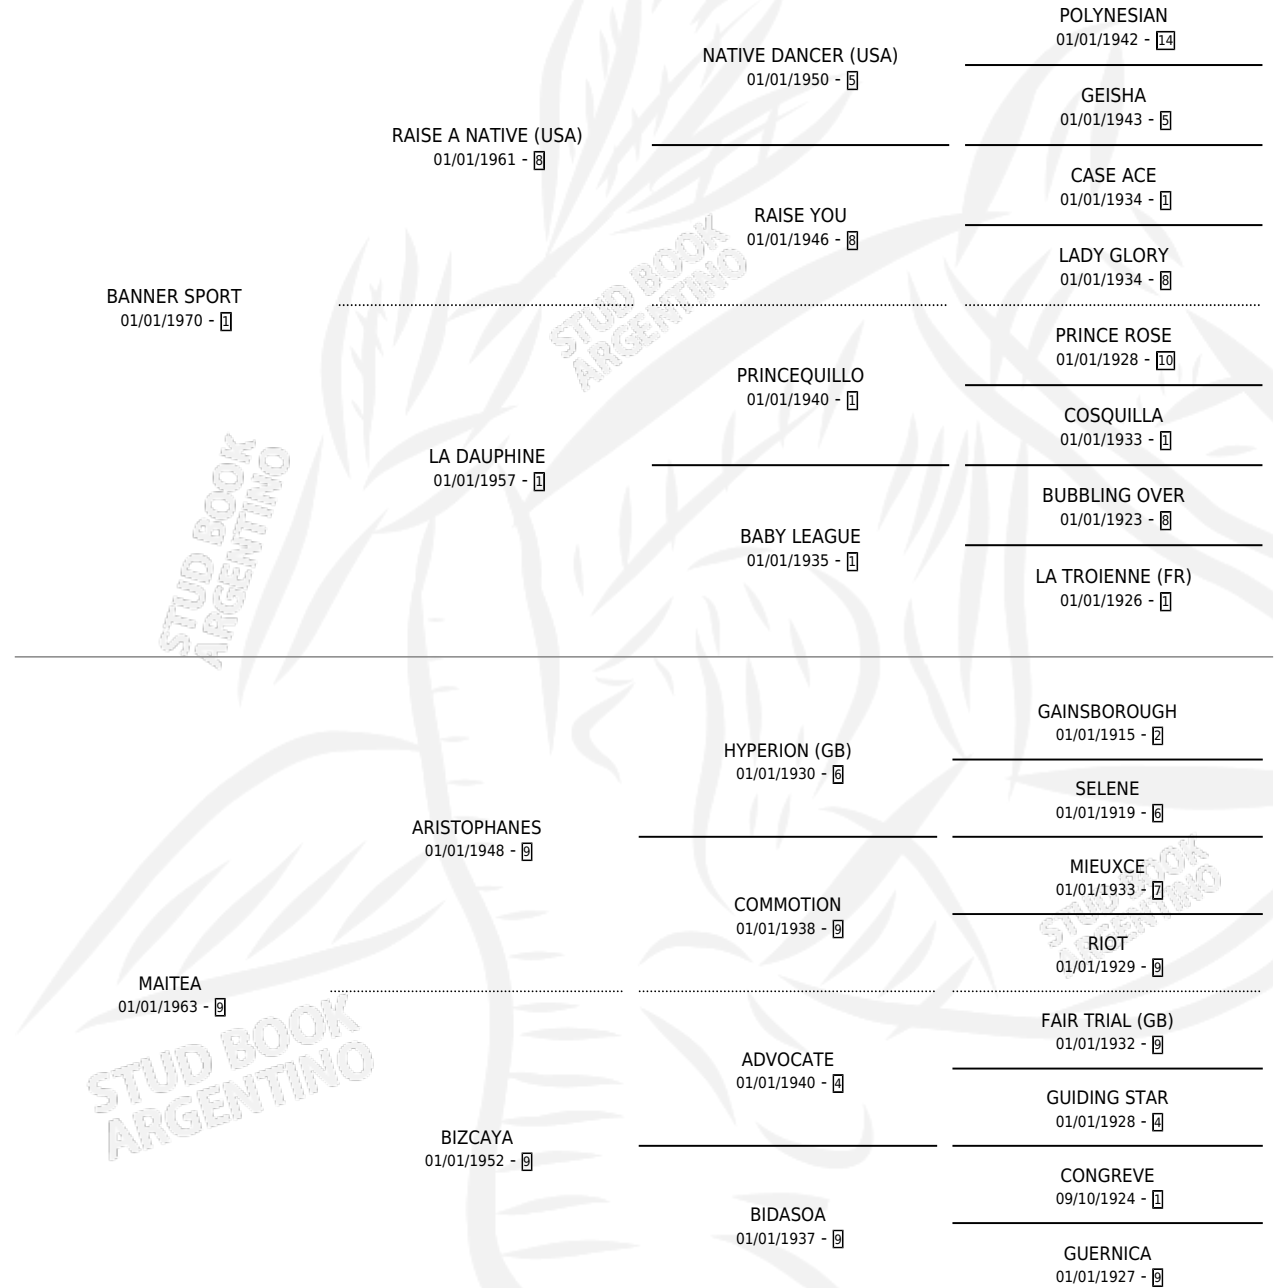 POLYNESIAN
01/01/1942 - 14
NATIVE DANCER (USA)
01/01/1950 - 5
GEISHA
01/01/1943 - 5
RAISE A NATIVE (USA)
01/01/1961 - 8
CASE ACE
01/01/1934 - 1
RAISE YOU
01/01/1946 - 8
LADY GLORY
01/01/1934 - 8
BANNER SPORT
01/01/1970 - 1
PRINCE ROSE
01/01/1928 - 10
PRINCEQUILLO
01/01/1940 - 1
COSQUILLA
01/01/1933 - 1
LA DAUPHINE
01/01/1957 - 1
BUBBLING OVER
01/01/1923 - 8
BABY LEAGUE
01/01/1935 - 1
LA TROIENNE (FR)
01/01/1926 - 1
GAINSBOROUGH
01/01/1915 - 2
HYPERION (GB)
01/01/1930 - 6
SELENE
01/01/1919 - 6
ARISTOPHANES
01/01/1948 - 9
MIEUXCE
01/01/1933 - 7
COMMOTION
01/01/1938 - 9
RIOT
01/01/1929 - 9
MAITEA
01/01/1963 - 9
FAIR TRIAL (GB)
01/01/1932 - 9
ADVOCATE
01/01/1940 - 4
GUIDING STAR
01/01/1928 - 4
BIZCAYA
01/01/1952 - 9
CONGREVE
09/10/1924 - 1
BIDASOA
01/01/1937 - 9
GUERNICA
01/01/1927 - 9
STUD BOOK
ARGENTINO
STUD BOOK
ARGENTINO
STUD BOOK
ARGENTINO
STUD BOOK
ARGENTINO